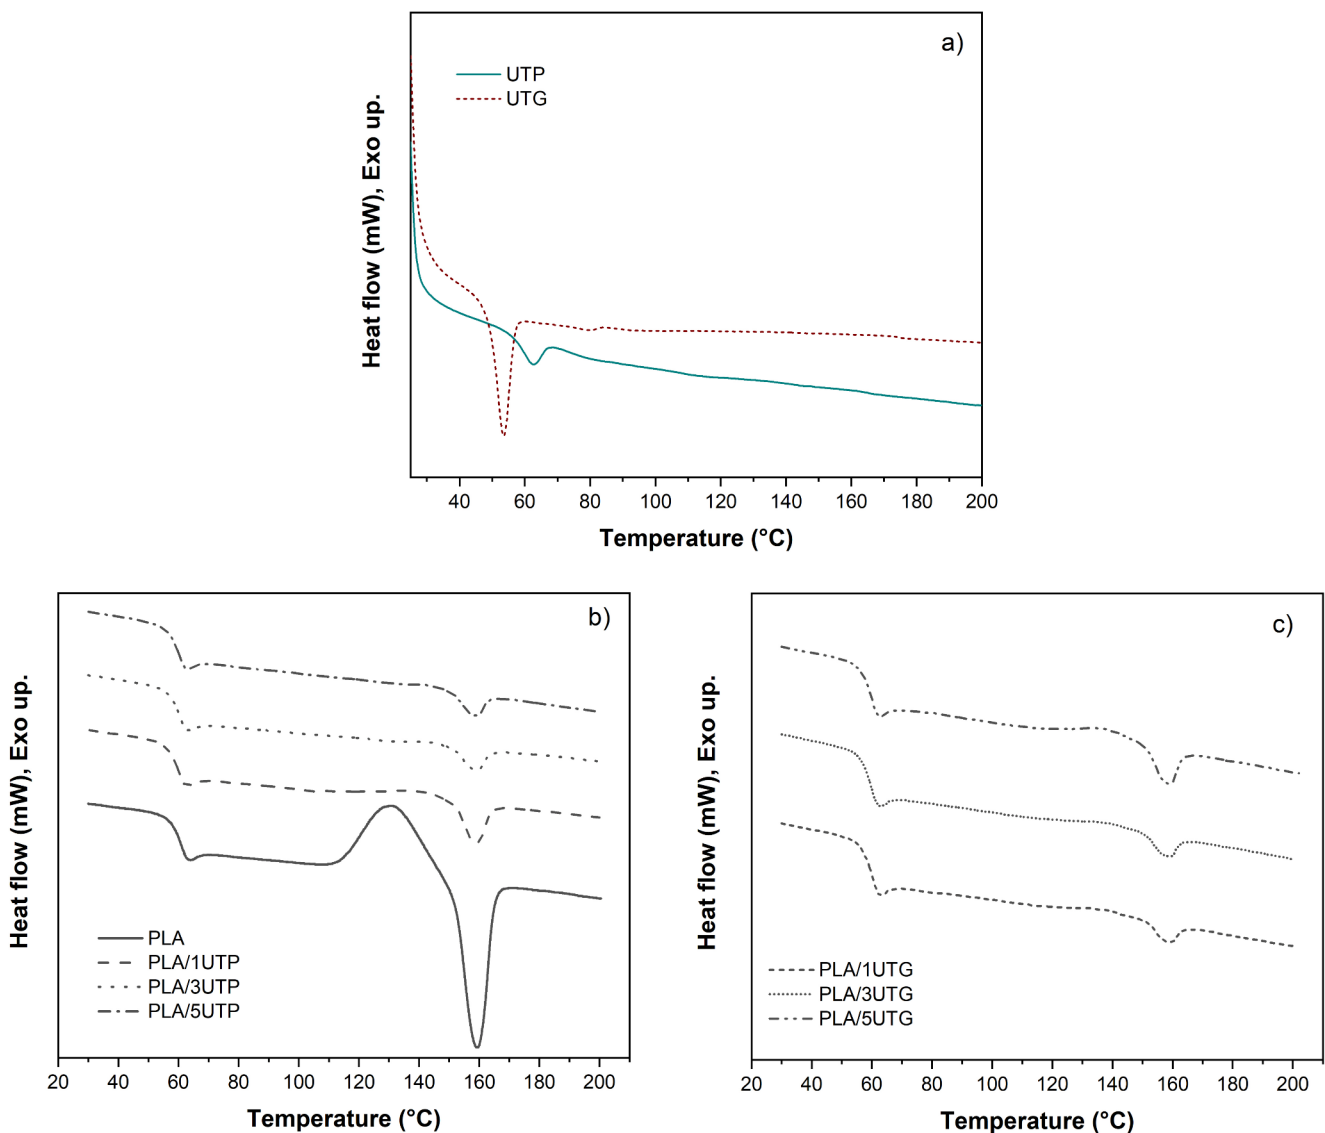 a)
UTP
UTG
Heat flow (mW), Exo up.
40 60 80 100 120 140 160 180 200
Temperature (°C)
b)
Heat flow (mW), Exo up.
PLA
PLA/1UTP
PLA/3UTP
PLA/5UTP
20 40 60 80 100 120 140 160 180 200
Temperature (°C)
c)
Heat flow (mW), Exo up.
PLA/1UTG
PLA/3UTG
PLA/5UTG
20 40 60 80 100 120 140 160 180 200
Temperature (°C)